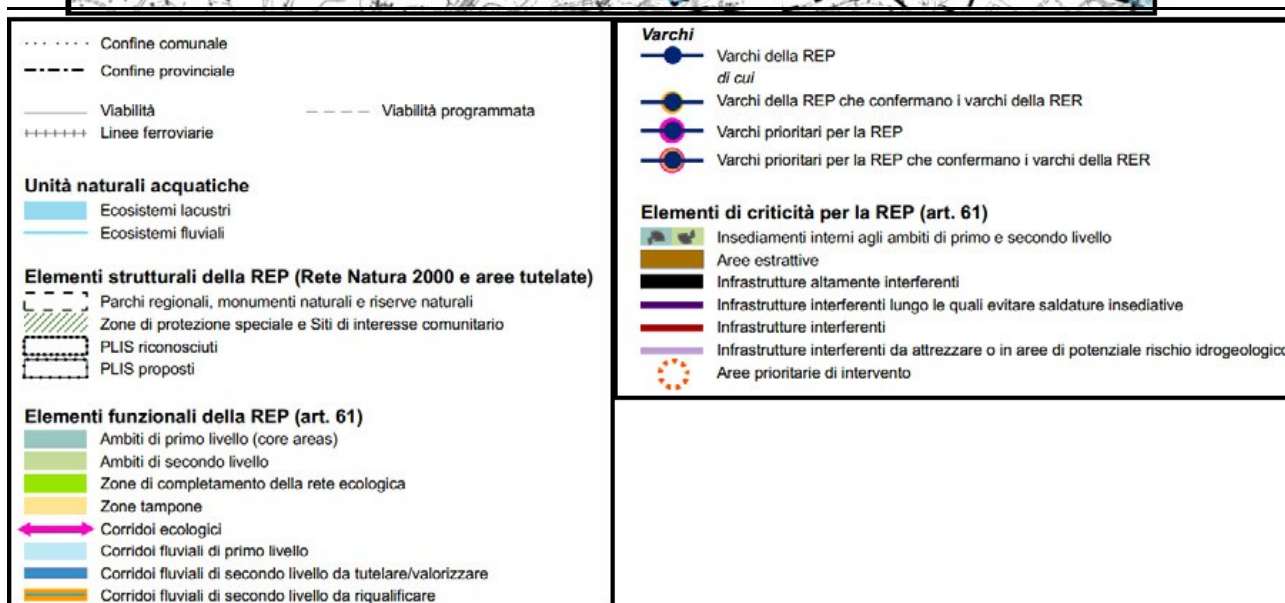 Confine comunale
Confine provinciale
Viabilità
Viabilità programmata
Linee ferroviarie
Unità naturali acquatiche
Ecosistemi lacustri
Ecosistemi fluviali
Elementi strutturali della REP (Rete Natura 2000 e aree tutelate)
Parchi regionali, monumenti naturali e riserve naturali
Zone di protezione speciale e Siti di interesse comunitario
PLIS riconosciuti
PLIS proposti
Elementi funzionali della REP (art. 61)
Ambiti di primo livello (core areas)
Ambiti di secondo livello
Zone di completamento della rete ecologica
Zone tampone
Corridoi ecologici
Corridoi fluviali di primo livello
Corridoi fluviali di secondo livello da tutelare/valorizzare
Corridoi fluviali di secondo livello da riqualificare
Varchi
Varchi della REP
di cui
Varchi della REP che confermano i varchi della RER
Varchi prioritari per la REP
Varchi prioritari per la REP che confermano i varchi della RER
Elementi di criticità per la REP (art. 61)
Insediamenti interni agli ambiti di primo e secondo livello
Aree estrattive
Infrastrutture altamente interferenti
Infrastrutture interferenti lungo le quali evitare saldature insediative
Infrastrutture interferenti
Infrastrutture interferenti da attrezzare o in aree di potenziale rischio idrogeologico
Aree prioritarie di intervento